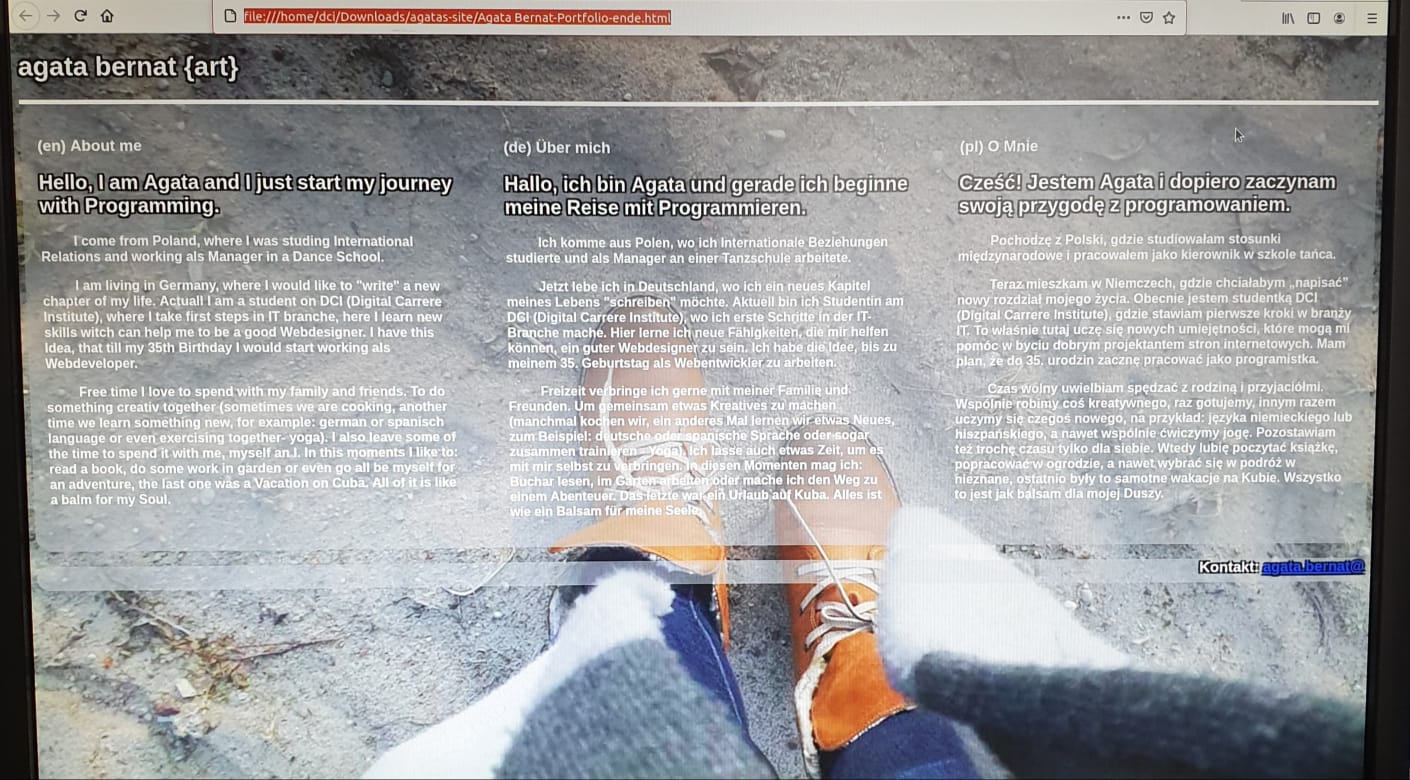 file:///home/dci/Downloads/agatas-site/Agata Bernat-Portfolio-ende.html
agata bernat {art}
(en) About me
Hello, I am Agata and I just start my journey
with Programming.
I come from Poland, where I was studing International
Relations and working als Manager in a Dance School.
I am living in Germany, where I would like to "write" a new
chapter of my life. Actuall I am a student on DCI (Digital Carrere
Institute), where I take first steps in IT branche, here I learn new
skills witch can help me to be a good Webdesigner. I have this
Idea, that till my 35th Birthday I would start working als
Webdeveloper.
Free time I love to spend with my family and friends. To do
something creativ together (sometimes we are cooking, another
time we learn something new, for example: german or spanish
language or even exercising together- yoga). I also leave some of
the time to spend it with me, myself an I. In this moments I like to:
read a book, do some work in garden or even go all be myself for
an adventure, the last one was a Vacation on Cuba. All of it is like
a balm for my Soul.
(de) Über mich
Hallo, ich bin Agata und gerade ich beginne
meine Reise mit Programmieren.
Ich komme aus Polen, wo ich Internationale Beziehungen
studierte und als Manager an einer Tanzschule arbeitete.
Jetzt lebe ich in Deutschland, wo ich ein neues Kapitel
meines Lebens "schreiben" möchte. Aktuell bin ich Studentin am
DCI (Digital Carrere Institute), wo ich erste Schritte in der IT-
Branche mache. Hier lerne ich neue Fähigkeiten, die mir helfen
können, ein guter Webdesigner zu sein. Ich habe die Idee, bis zu
meinem 35. Geburtstag als Webentwickler zu arbeiten.
Freizeit verbringe ich gerne mit meiner Familie und
Freunden. Um gemeinsam etwas Kreatives zu machen
(manchmal kochen wir, ein anderes Mal lernen wir etwas Neues,
zum Beispiel: deutsche oder spanische Sprache oder sogar
zusammen trainieren - Yoga). Ich lasse auch etwas Zeit, um es
mit mir selbst zu verbringen. In diesen Momenten mag ich:
Buchar lesen, im Garten arbeiten oder mache ich den Weg zu
einem Abenteuer. Das letzte war ein Urlaub auf Kuba. Alles ist
wie ein Balsam für meine Seele.
(pl) O Mnie
Cześć! Jestem Agata i dopiero zaczynam
swoją przygodę z programowaniem.
Pochodzę z Polski, gdzie studiowałam stosunki
międzynarodowe i pracowałem jako kierownik w szkole tańca.
Teraz mieszkam w Niemczech, gdzie chciałabym „napisać”
nowy rozdział mojego życia. Obecnie jestem studentką DCI
(Digital Carrere Institute), gdzie stawiam pierwsze kroki w branży
IT. To właśnie tutaj uczę się nowych umiejętności, które mogą mi
pomóc w byciu dobrym projektantem stron internetowych. Mam
plan, że do 35. urodzin zacznę pracować jako programistka.
Czas wolny uwielbiam spędzać z rodziną i przyjaciółmi.
Wspólnie robimy coś kreatywnego, raz gotujemy, innym razem
uczymy się czegoś nowego, na przykład: języka niemieckiego lub
hiszpańskiego, a nawet wspólnie ćwiczymy jogę. Pozostawiam
też trochę czasu tylko dla siebie. Wtedy lubię poczytać książkę,
popracować w ogrodzie, a nawet wybrać się w podróż w
nieznane, ostatnio były to samotne wakacje na Kubie. Wszystko
to jest jak balsam dla mojej Duszy.
Kontakt: agata.bernat@